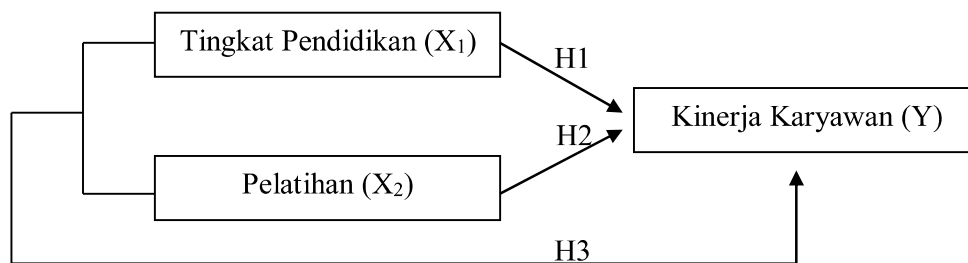 Tingkat Pendidikan (X₁)
H1
Kinerja Karyawan (Y)
H2
Pelatihan (X₂)
H3